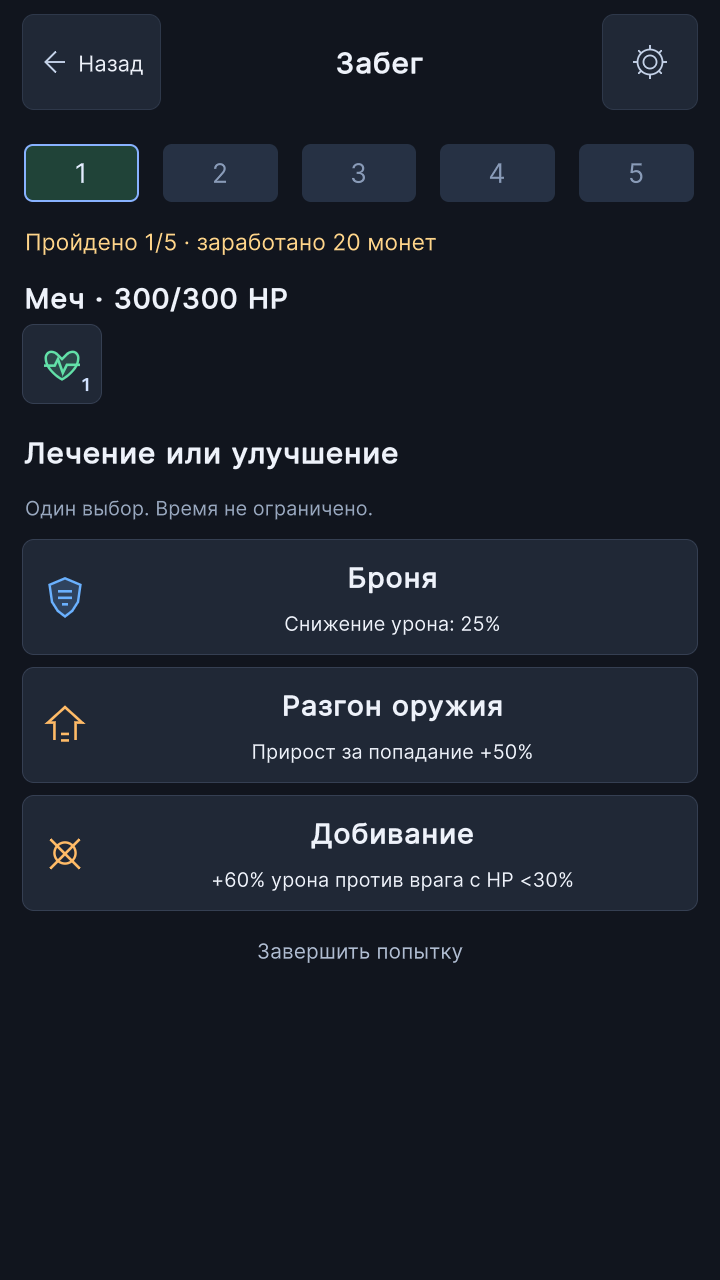 Назад
Забег
1
2
3
4
5
Пройдено 1/5 · заработано 20 монет
Меч · 300/300 HP
1
Лечение или улучшение
Один выбор. Время не ограничено.
Броня
Снижение урона: 25%
Разгон оружия
Прирост за попадание +50%
Добивание
+60% урона против врага с HP <30%
Завершить попытку